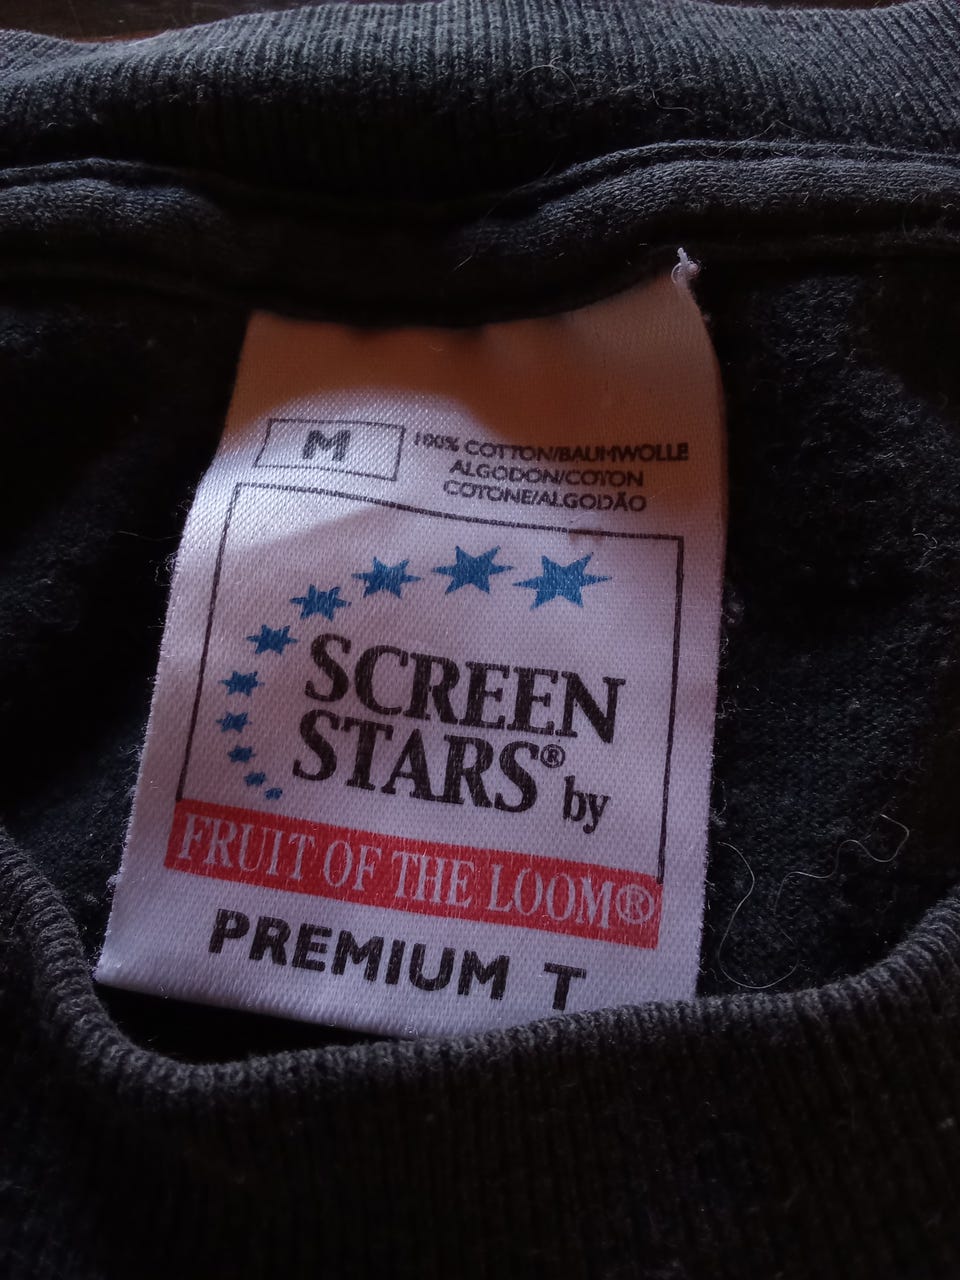 M
100% COTTON/BAUMWOLLE
ALGODON/COTON
COTONE/ALGODÃO
SCREEN
STARS® by
FRUIT OF THE LOOM®
PREMIUM T